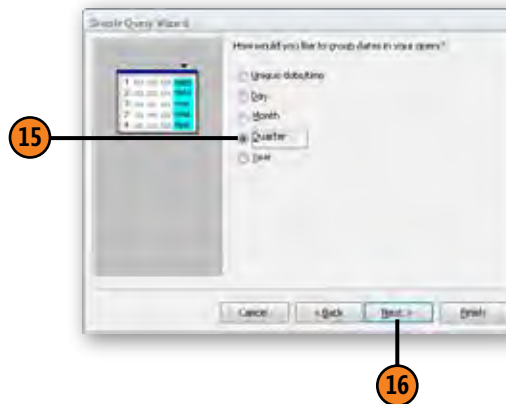 Simple Query Wizard
How would you like to group dates in your query?
Unique date/time
Day
Month
15
Quarter
Year
Cancel
< Back
Next >
Finish
16